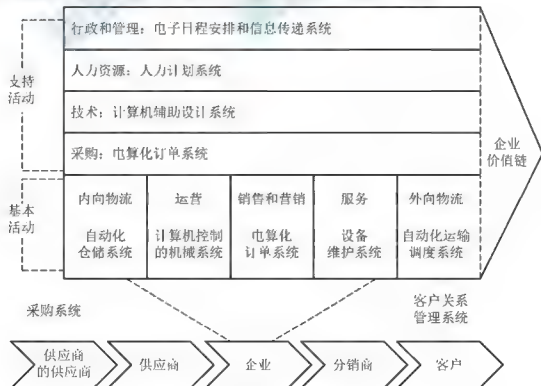 行政和管理：电子日程安排和信息传递系统
人力资源：人力计划系统
支持
活动
技术：计算机辅助设计系统
采购：电算化订单系统
企业
价值链
基本
活动
内向物流
自动化
仓储系统
运营
计算机控制
的机械系统
销售和营销
电算化
订单系统
服务
设备
维护系统
外向物流
自动化运输
调度系统
采购系统
客户关系
管理系统
供应商
的供应商
供应商
企业
分销商
客户